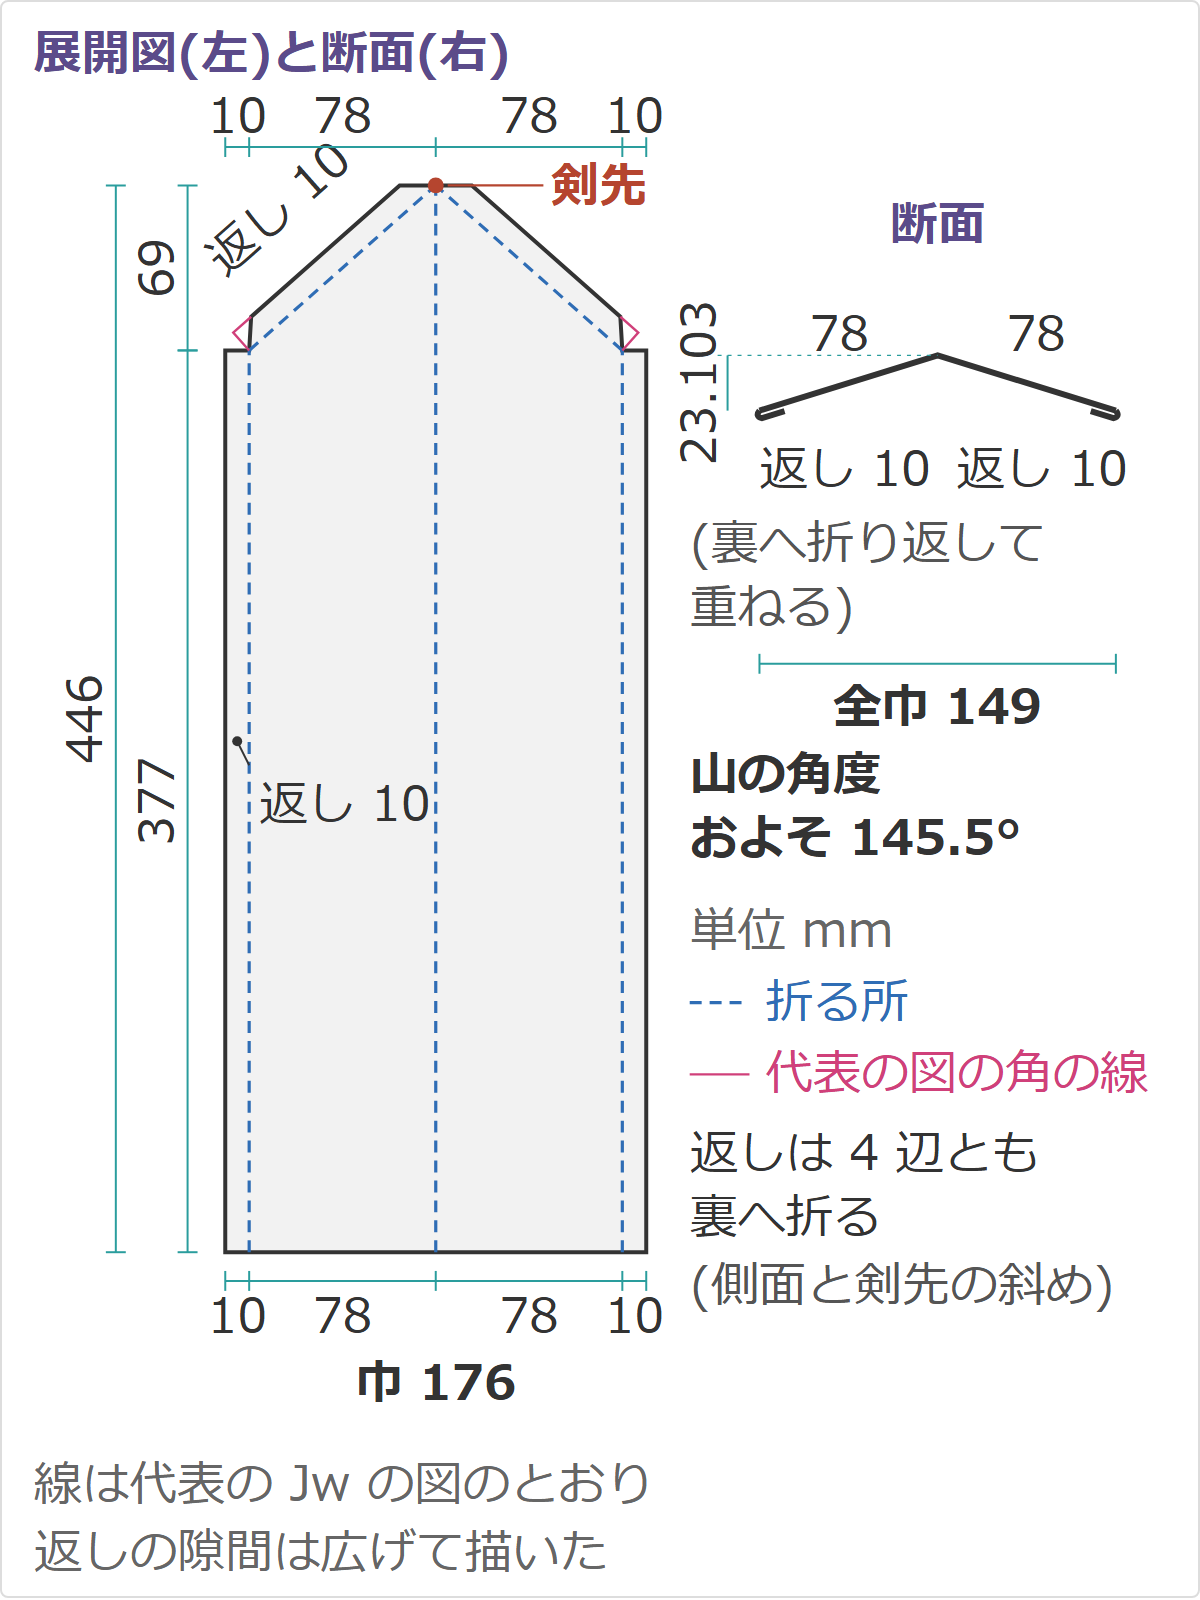 展開図(左)と断面(右)
10 78 78 10
返し 10
剣先
69
446
377
返し 10
10 78 78 10
巾 176
断面
23.103
78 78
返し 10 返し 10
(裏へ折り返して
重ねる)
全巾 149
山の角度
およそ 145.5°
単位 mm
--- 折る所
― 代表の図の角の線
返しは 4 辺とも
裏へ折る
(側面と剣先の斜め)
線は代表の Jw の図のとおり
返しの隙間は広げて描いた